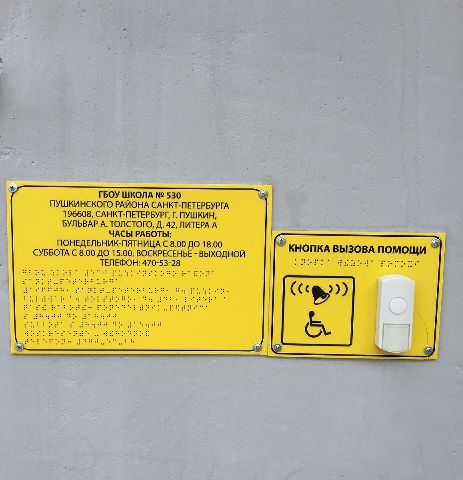 ГБОУ ШКОЛА № 530
ПУШКИНСКОГО РАЙОНА САНКТ-ПЕТЕРБУРГА
196608, САНКТ-ПЕТЕРБУРГ, Г. ПУШКИН,
БУЛЬВАР А. ТОЛСТОГО, Д. 42, ЛИТЕРА А
ЧАСЫ РАБОТЫ:
ПОНЕДЕЛЬНИК-ПЯТНИЦА С 8.00 ДО 18.00
СУББОТА С 8.00 ДО 15.00, ВОСКРЕСЕНЬЕ - ВЫХОДНОЙ
ТЕЛЕФОН: 470-53-28
КНОПКА ВЫЗОВА ПОМОЩИ